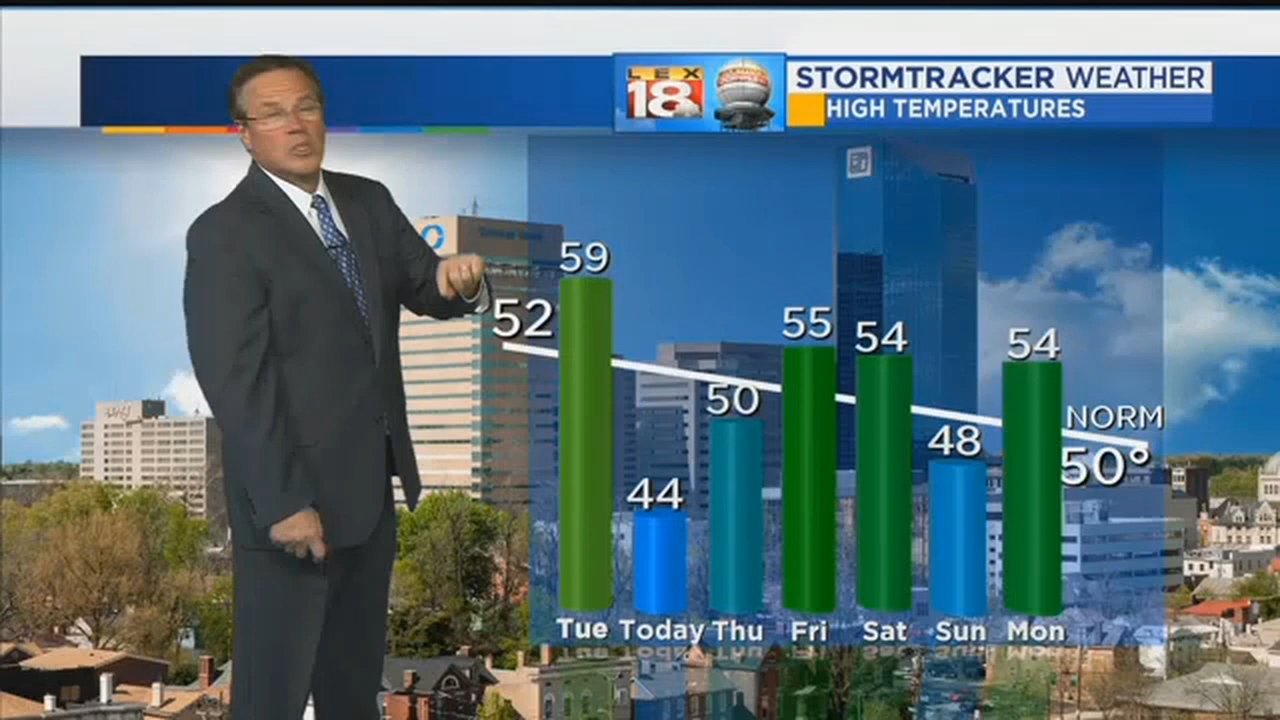 LEX
18
STORMTRACKER WEATHER
HIGH TEMPERATURES
59
52
55
54
54
50
NORM
48
50°
44
Tue Today Thu Fri Sat Sun Mon